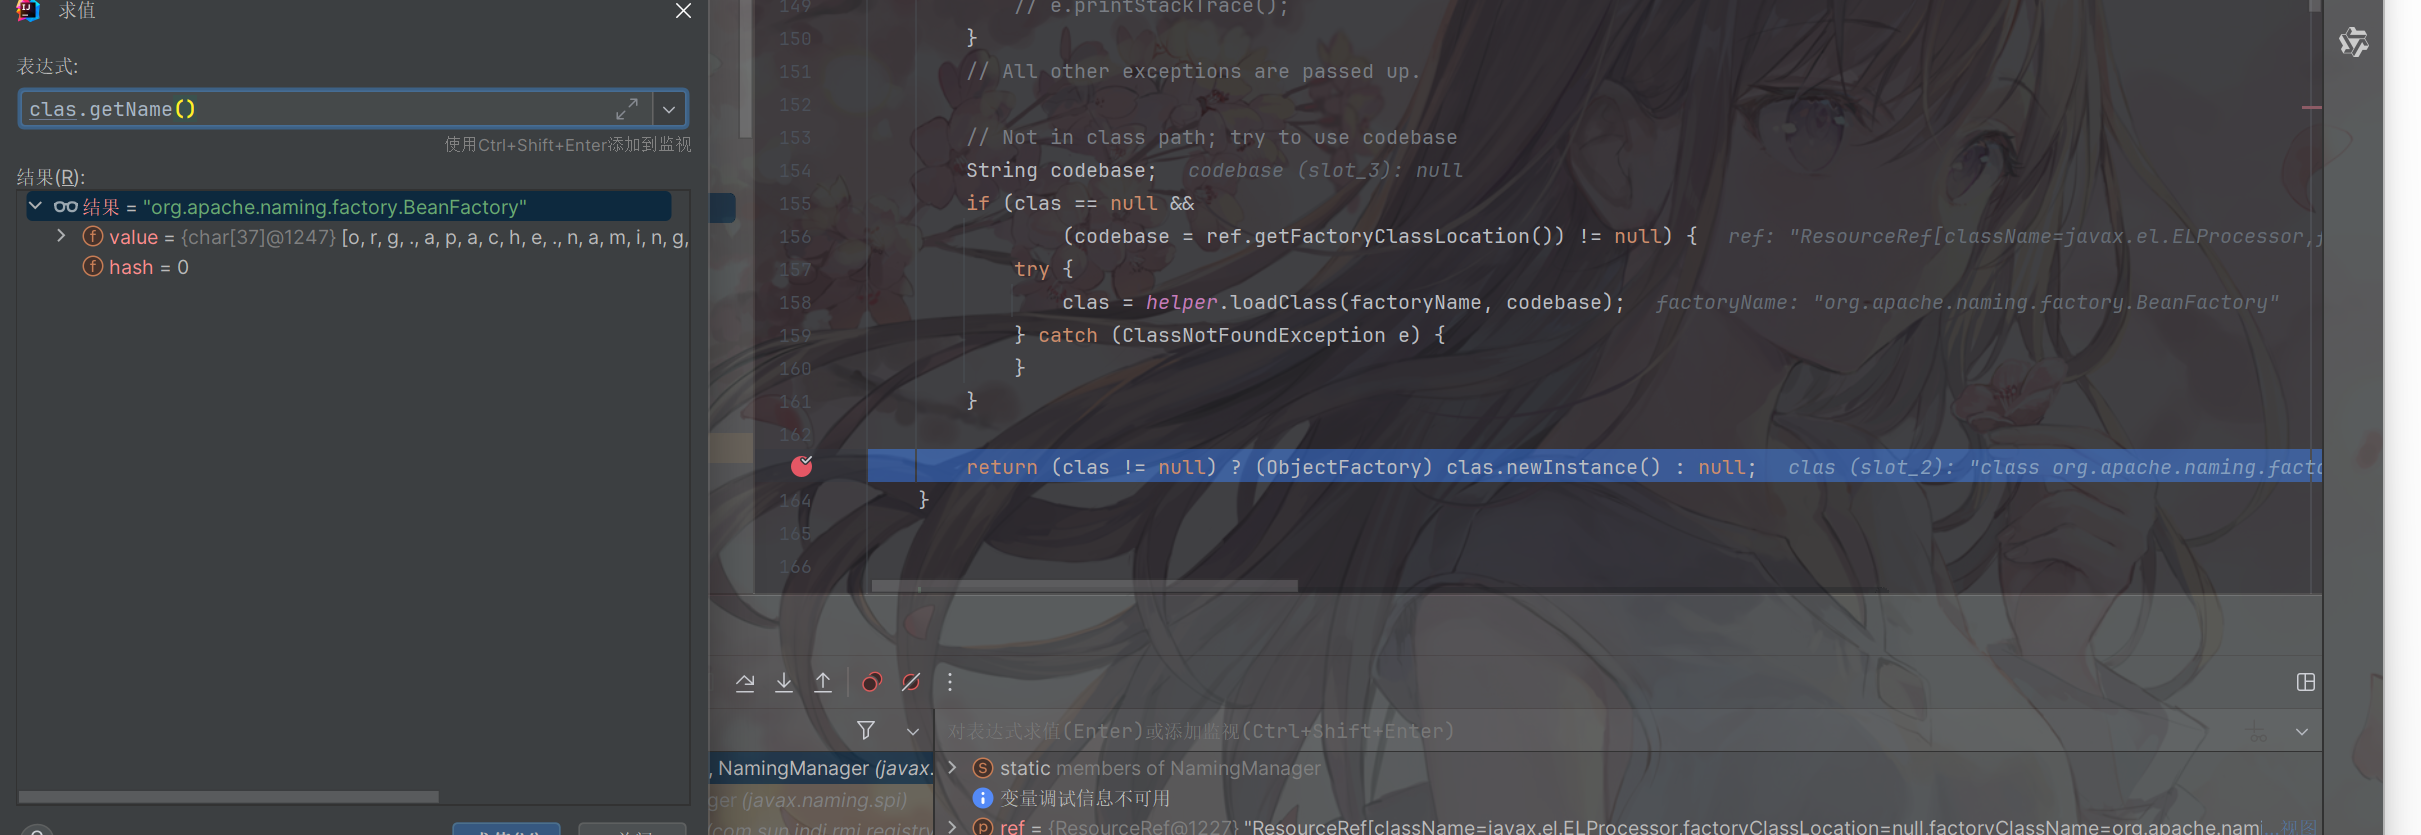 求值
表达式:
clas.getName()
使用Ctrl+Shift+Enter添加到监视
结果(R):
结果 = "org.apache.naming.factory.BeanFactory"
value = {char[37]@1247} [o, r, g, ., a, p, a, c, h, e, ., n, a, m, i, n, g,
hash = 0
149 // e.printStackTrace();
150 }
151 // All other exceptions are passed up.
152
153 // Not in class path; try to use codebase
154 String codebase; codebase (slot_3): null
155 if (clas == null &&
156 (codebase = ref.getFactoryClassLocation()) != null) { ref: "ResourceRef[className=javax.el.ELProcessor,
157 try {
158 clas = helper.loadClass(factoryName, codebase); factoryName: "org.apache.naming.factory.BeanFactory"
159 } catch (ClassNotFoundException e) {
160 }
161 }
162
return (clas != null) ? (ObjectFactory) clas.newInstance() : null; clas (slot_2): "class org.apache.naming.facto
164 }
165
166
对表达式求值(Enter)或添加监视(Ctrl+Shift+Enter)
, NamingManager (javax.
ger (javax.naming.spi)
(com.sun.jndi.rmi.registry
static members of NamingManager
变量调试信息不可用
ref = {ResourceRef@1227} "ResourceRef[className=javax.el.ELProcessor,factoryClassLocation=null,factoryClassName=org.apache.nami... 视图